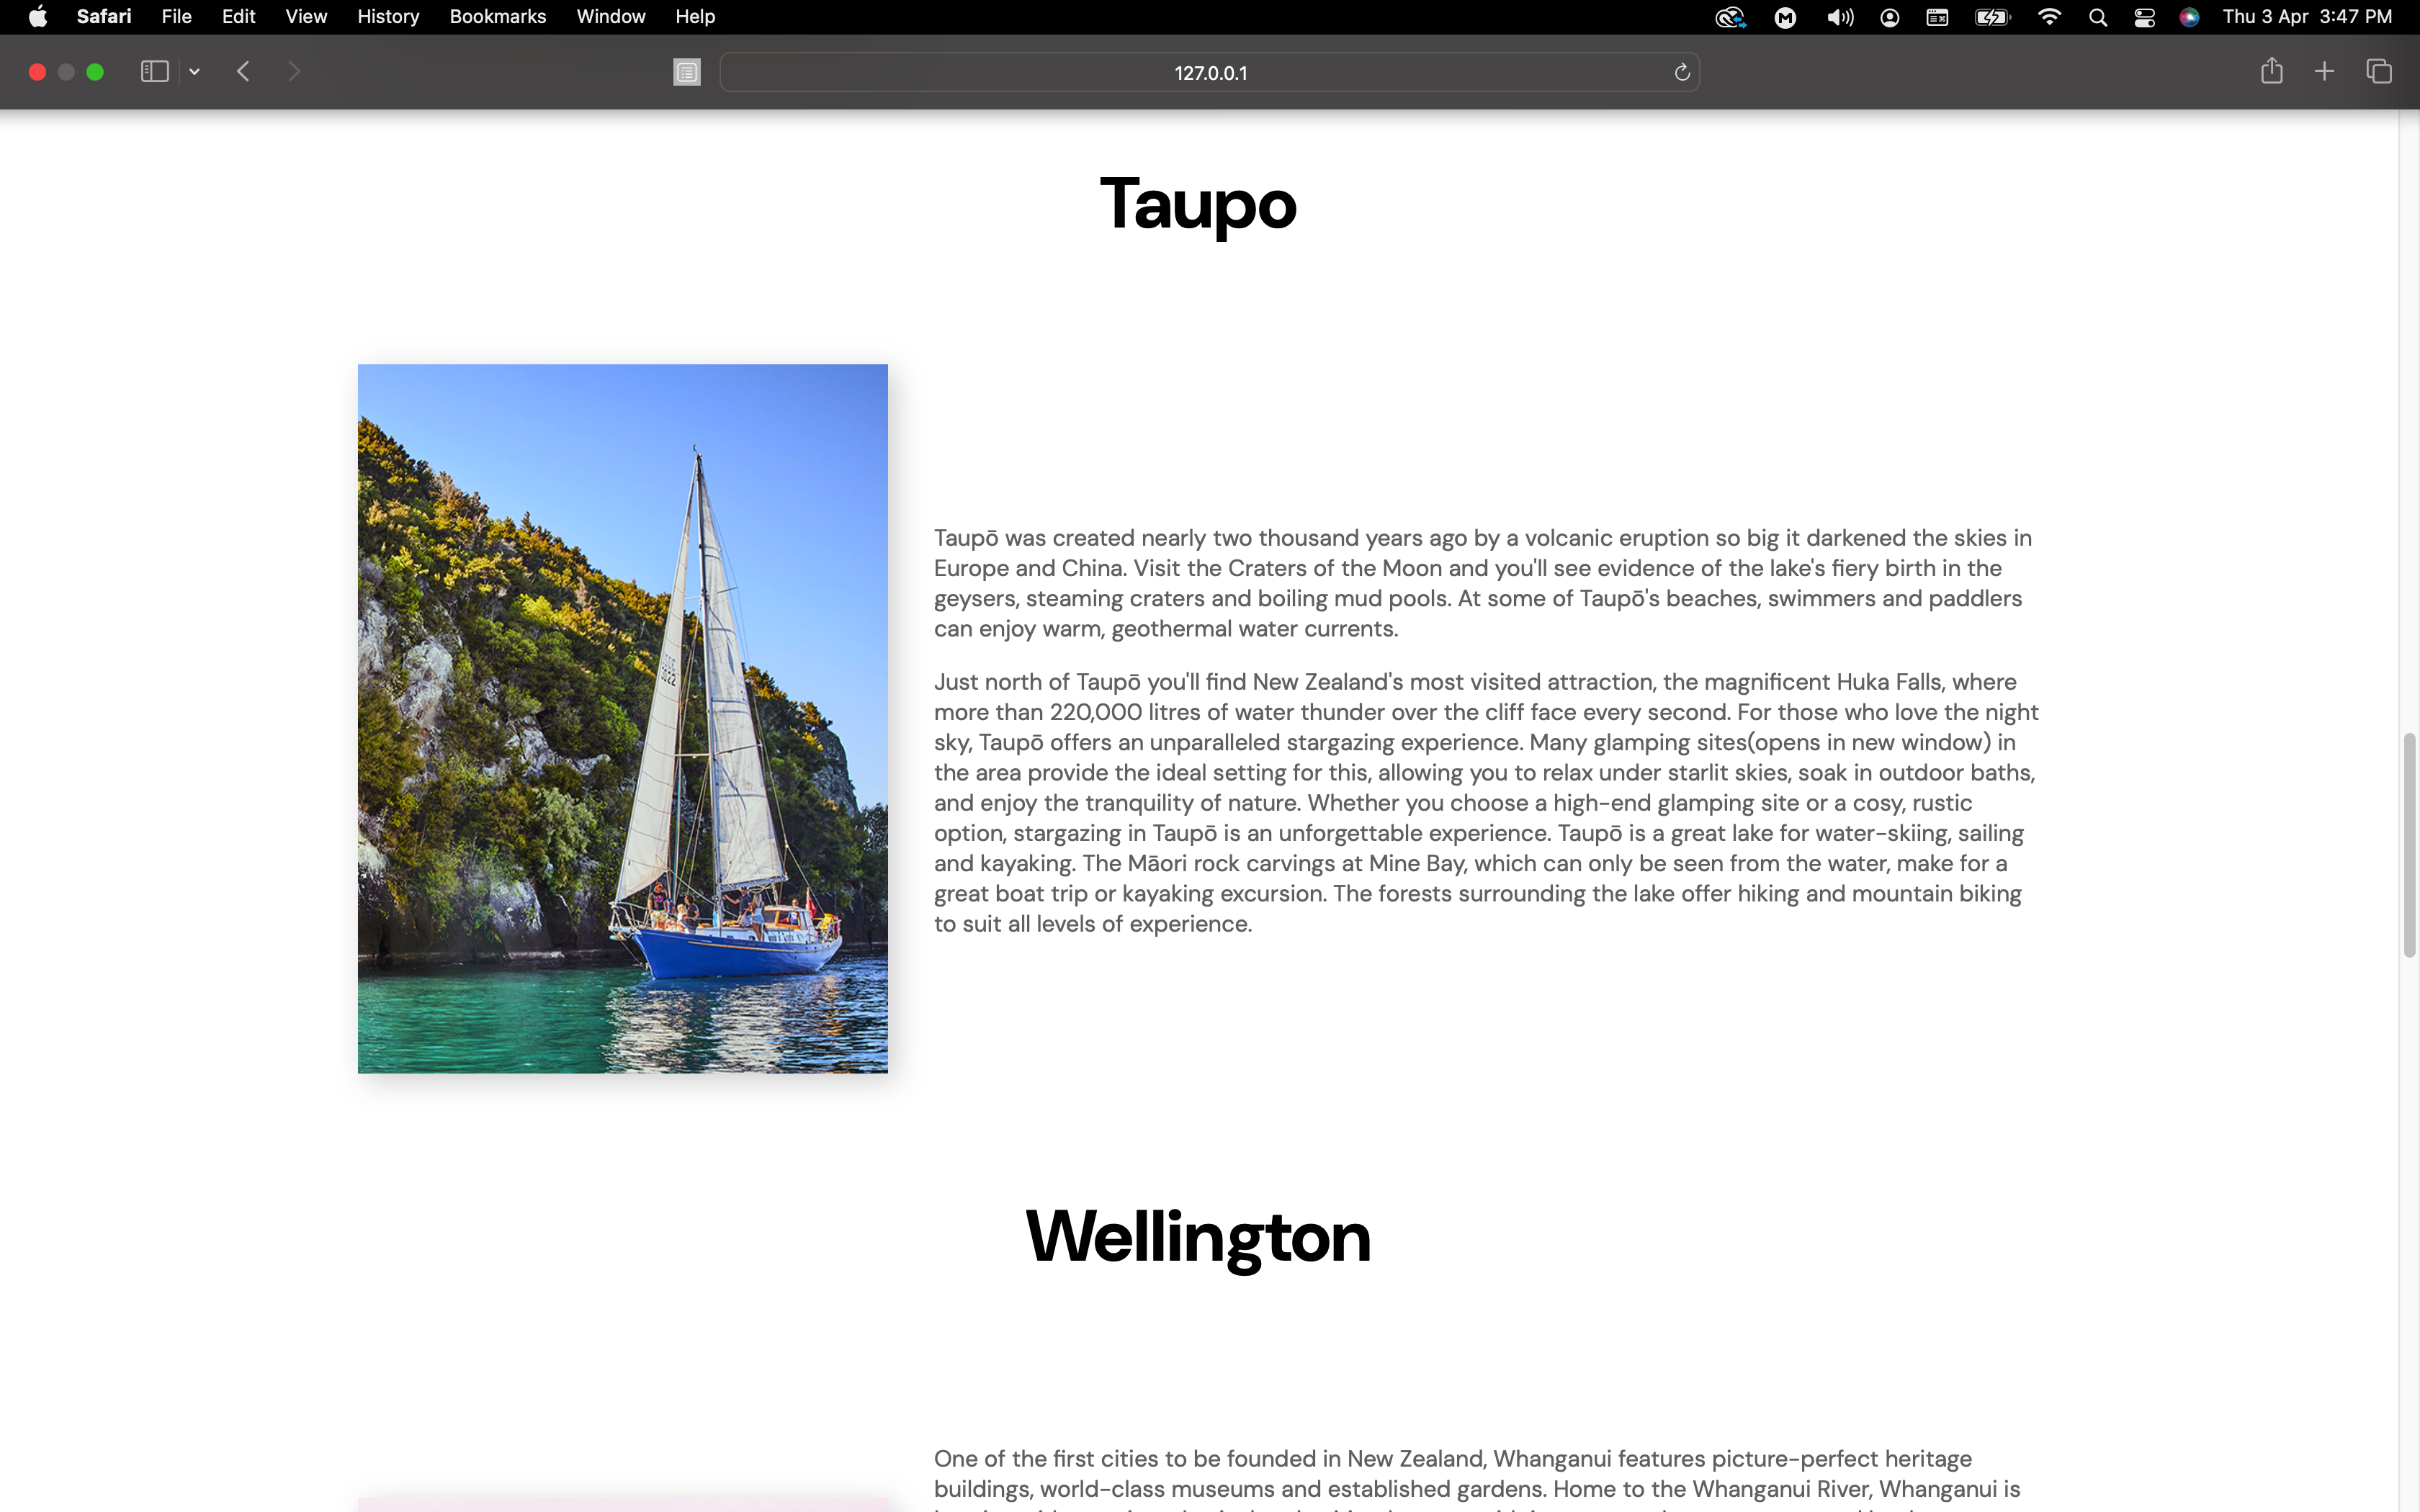 Safari File Edit View History Bookmarks Window Help
Thu 3 Apr 3:47 PM
127.0.0.1
Taupo
Taupō was created nearly two thousand years ago by a volcanic eruption so big it darkened the skies in
Europe and China. Visit the Craters of the Moon and you'll see evidence of the lake's fiery birth in the
geysers, steaming craters and boiling mud pools. At some of Taupō's beaches, swimmers and paddlers
can enjoy warm, geothermal water currents.
Just north of Taupō you'll find New Zealand's most visited attraction, the magnificent Huka Falls, where
more than 220,000 litres of water thunder over the cliff face every second. For those who love the night
sky, Taupō offers an unparalleled stargazing experience. Many glamping sites(opens in new window) in
the area provide the ideal setting for this, allowing you to relax under starlit skies, soak in outdoor baths,
and enjoy the tranquility of nature. Whether you choose a high-end glamping site or a cosy, rustic
option, stargazing in Taupō is an unforgettable experience. Taupō is a great lake for water-skiing, sailing
and kayaking. The Māori rock carvings at Mine Bay, which can only be seen from the water, make for a
great boat trip or kayaking excursion. The forests surrounding the lake offer hiking and mountain biking
to suit all levels of experience.
Wellington
One of the first cities to be founded in New Zealand, Whanganui features picture-perfect heritage
buildings, world-class museums and established gardens. Home to the Whanganui River, Whanganui is